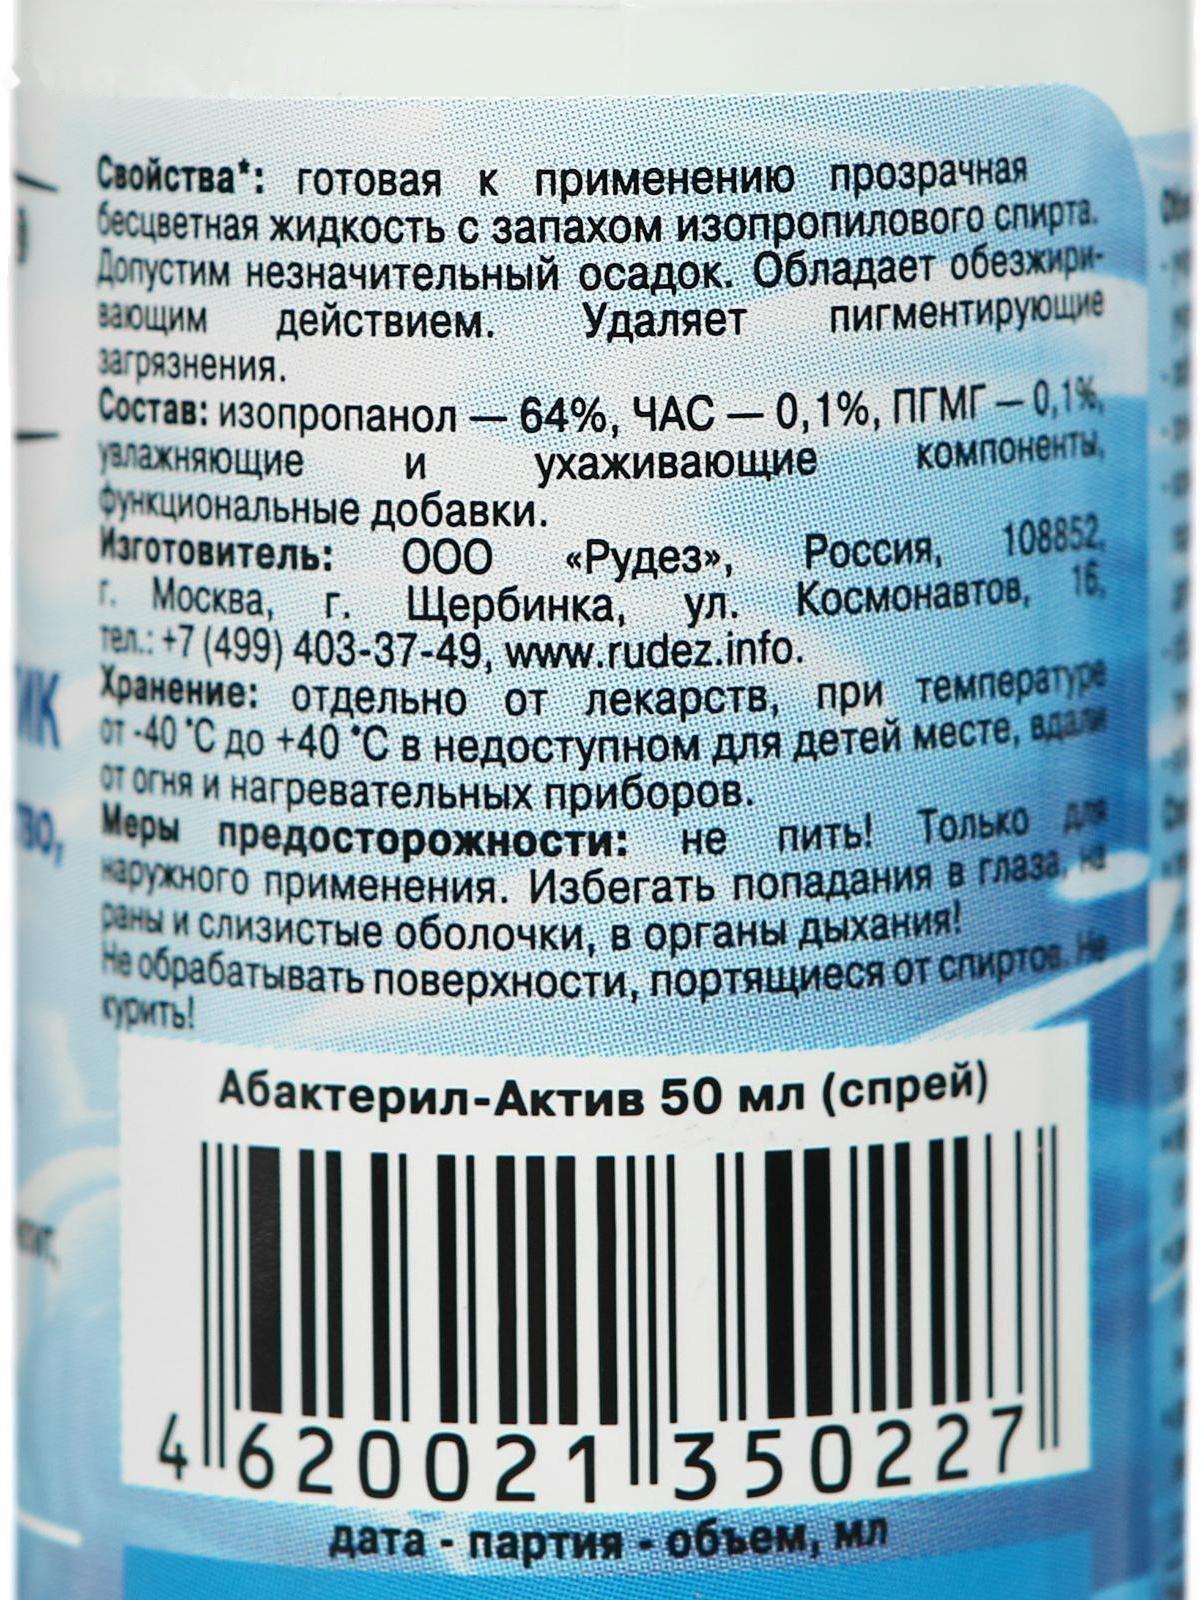 Свойства*: готовая к применению прозрачная
бесцветная жидкость с запахом изопропилового спирта.
Допустим незначительный осадок. Обладает обезжири-
вающим действием. Удаляет пигментирующие
загрязнения.
Состав: изопропанол — 64%, ЧАС — 0,1%, ПГМГ — 0,1%,
увлажняющие и ухаживающие компоненты,
функциональные добавки.
Изготовитель: ООО «Рудез», Россия, 108852,
г. Москва, г. Щербинка, ул. Космонавтов, 16,
тел.: +7 (499) 403-37-49, www.rudez.info.
Хранение: отдельно от лекарств, при температуре
от -40 °C до +40 °C в недоступном для детей месте, вдали
от огня и нагревательных приборов.
Меры предосторожности: не пить! Только для
наружного применения. Избегать попадания в глаза, на
раны и слизистые оболочки, в органы дыхания!
Не обрабатывать поверхности, портящиеся от спиртов. Не
курить!
Абактерил-Актив 50 мл (спрей)
4 620021 350227
дата - партия - объем, мл